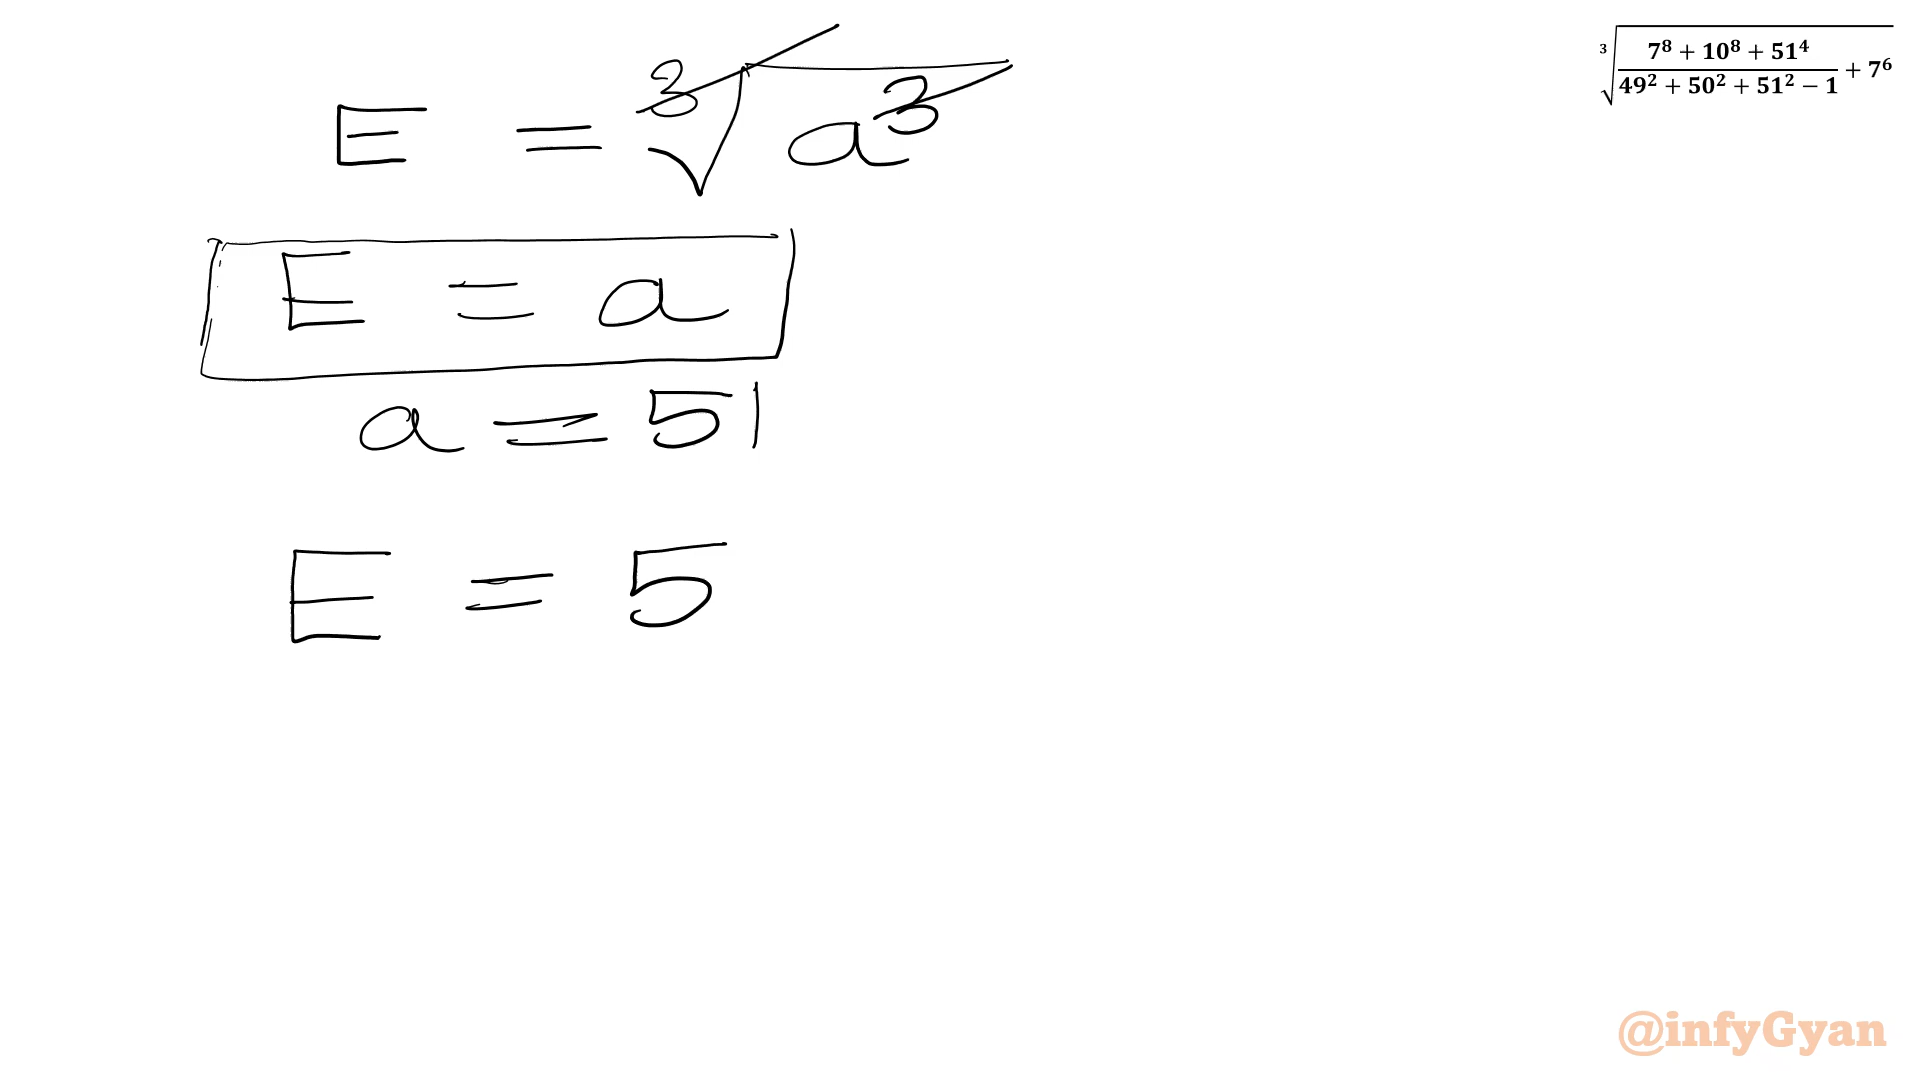 E = ∛a³
E = a
a = 51
E = 5
∛((7⁸ + 10⁸ + 51⁴)/(49² + 50² + 51² − 1) + 7⁶)
@infyGyan